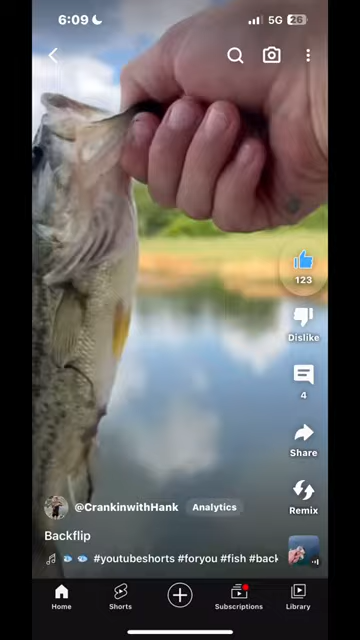 6:09
5G 26
123
Dislike
4
Share
Remix
@CrankinwithHank Analytics
Backflip
#youtubeshorts #foryou #fish #back
Home Shorts Subscriptions Library